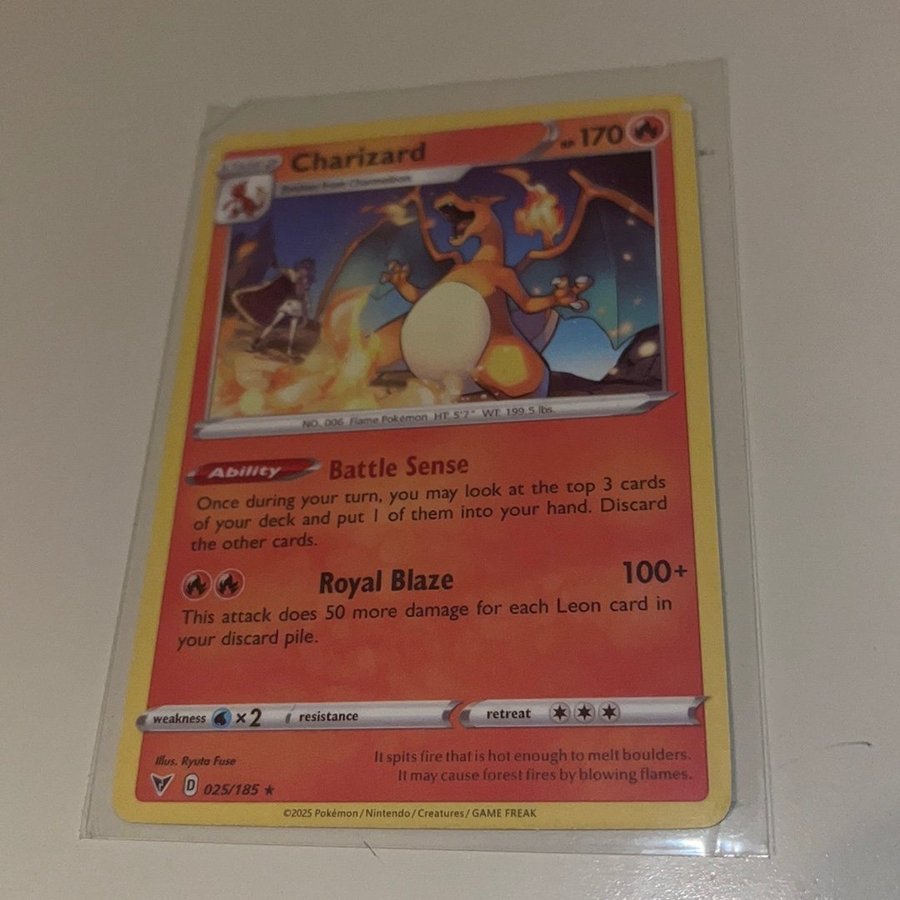 Charizard
HP 170
NO. 006 Flame Pokémon HT: 5'7" WT: 199.5 lbs.
Ability Battle Sense
Once during your turn, you may look at the top 3 cards
of your deck and put 1 of them into your hand. Discard
the other cards.
Royal Blaze 100+
This attack does 50 more damage for each Leon card in
your discard pile.
weakness ×2 resistance retreat
Illus. Ryuta Fuse
It spits fire that is hot enough to melt boulders.
It may cause forest fires by blowing flames.
D 025/185 ★
©2025 Pokémon / Nintendo / Creatures / GAME FREAK